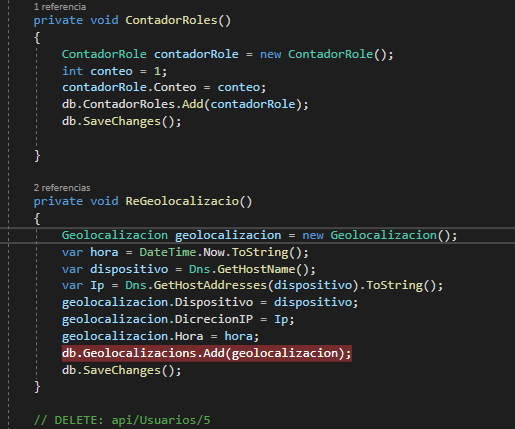 1 referencia
private void ContadorRoles()
{
ContadorRole contadorRole = new ContadorRole();
int conteo = 1;
contadorRole.Conteo = conteo;
db.ContadorRoles.Add(contadorRole);
db.SaveChanges();
}
2 referencias
private void ReGeolocalizacio()
{
Geolocalizacion geolocalizacion = new Geolocalizacion();
var hora = DateTime.Now.ToString();
var dispositivo = Dns.GetHostName();
var Ip = Dns.GetHostAddresses(dispositivo).ToString();
geolocalizacion.Dispositivo = dispositivo;
geolocalizacion.DicrecionIP = Ip;
geolocalizacion.Hora = hora;
db.Geolocalizacions.Add(geolocalizacion);
db.SaveChanges();
}
// DELETE: api/Usuarios/5